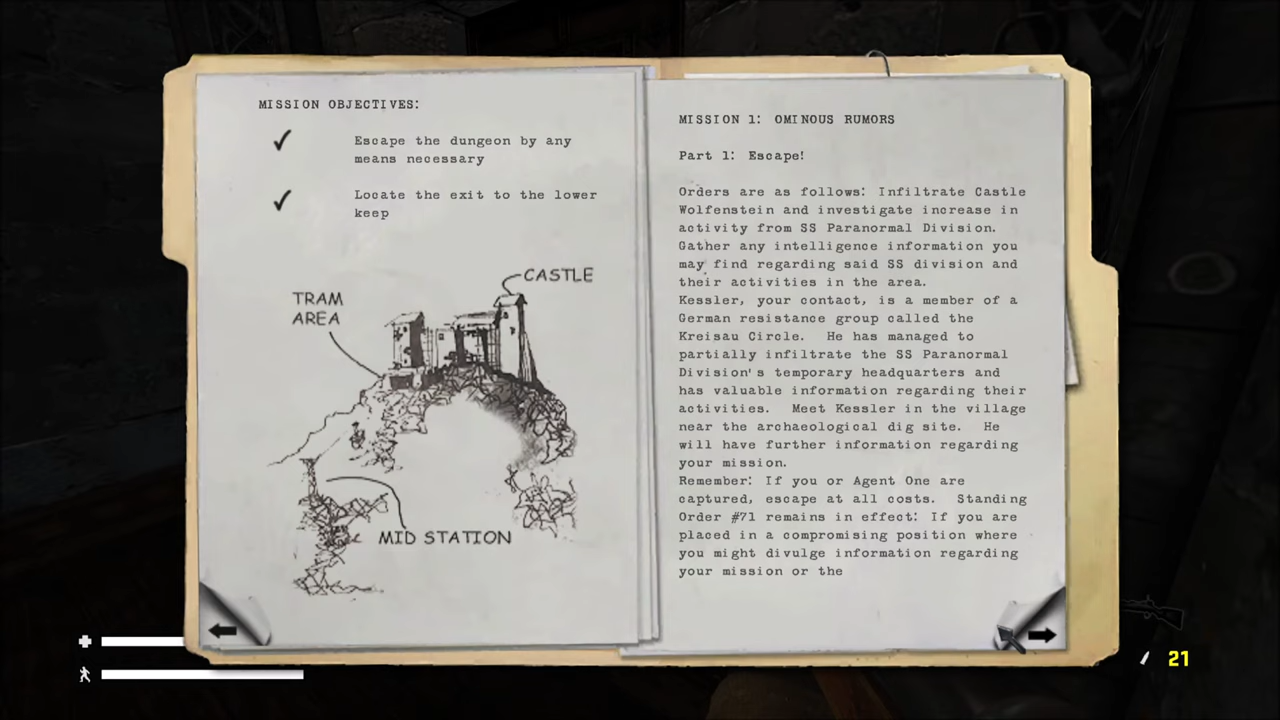 MISSION OBJECTIVES:
Escape the dungeon by any
means necessary
Locate the exit to the lower
keep
CASTLE
TRAM
AREA
MID STATION
MISSION 1: OMINOUS RUMORS
Part 1: Escape!
Orders are as follows: Infiltrate Castle
Wolfenstein and investigate increase in
activity from SS Paranormal Division.
Gather any intelligence information you
may find regarding said SS division and
their activities in the area.
Kessler, your contact, is a member of a
German resistance group called the
Kreisau Circle. He has managed to
partially infiltrate the SS Paranormal
Division's temporary headquarters and
has valuable information regarding their
activities. Meet Kessler in the village
near the archaeological dig site. He
will have further information regarding
your mission.
Remember: If you or Agent One are
captured, escape at all costs. Standing
Order #71 remains in effect: If you are
placed in a compromising position where
you might divulge information regarding
your mission or the
21